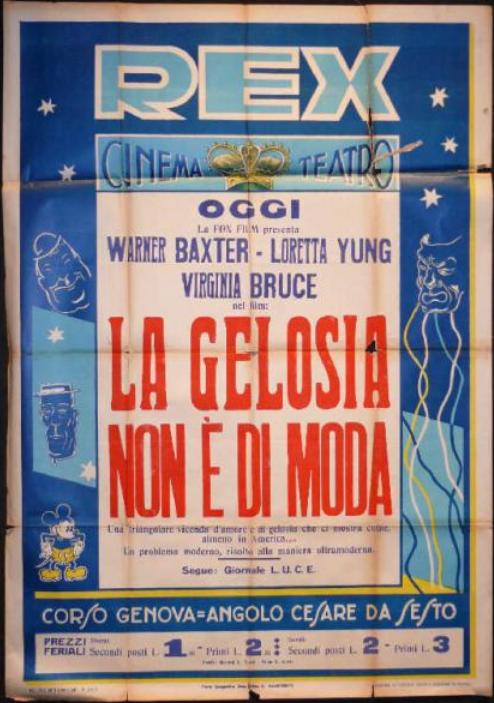 REX
CINEMA TEATRO
OGGI
La FOX FILM presenta
WARNER BAXTER - LORETTA YUNG
VIRGINIA BRUCE
nel film:
LA GELOSIA
NON È DI MODA
Una triangolare vicenda d'amore e di gelosia che ci mostra come,
almeno in America....
Un problema moderno, risolto alla maniera ultramoderna.
Segue: Giornale L. U. C. E.
CORSO GENOVA=ANGOLO CESARE DA SESTO
PREZZI FERIALI Diurni Secondi posti L. 1.- Primi L. 2.- Serali Secondi posti L. 2 - Primi L. 3